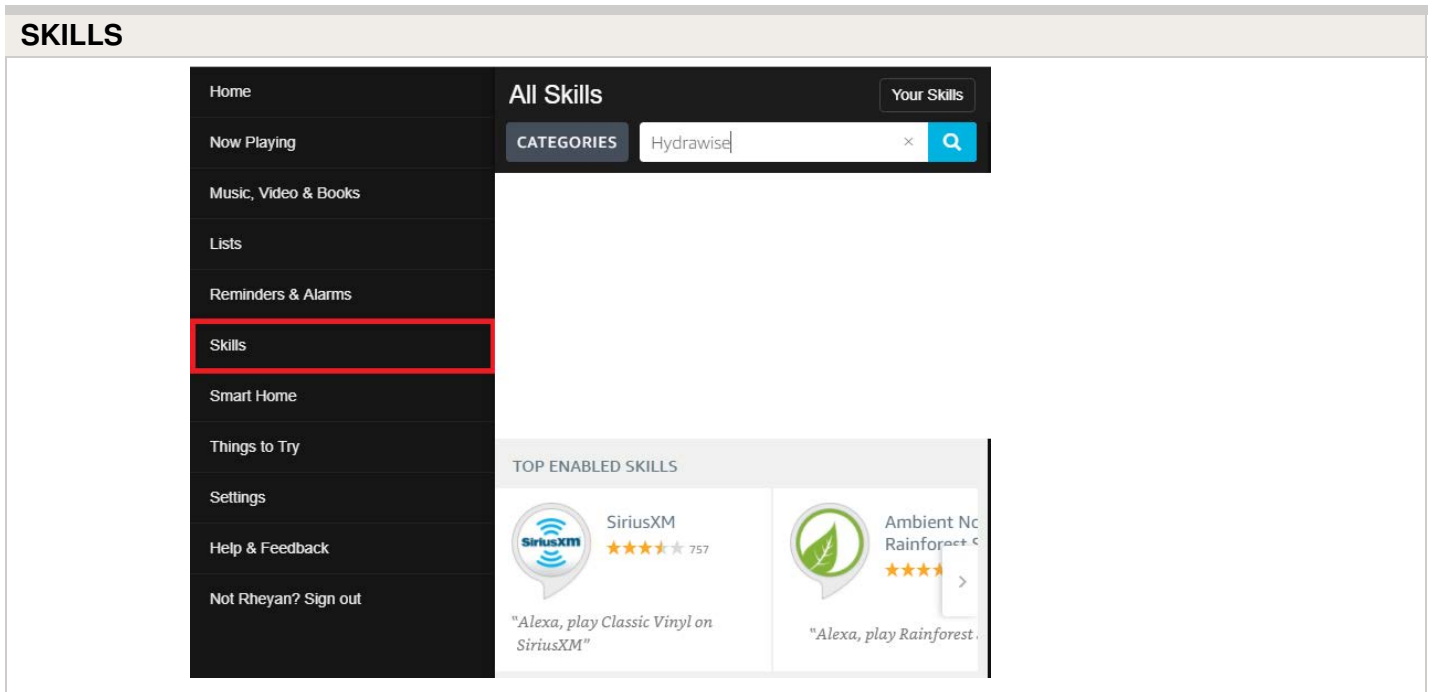 SKILLS
Home
Now Playing
Music, Video & Books
Lists
Reminders & Alarms
Skills
Smart Home
Things to Try
Settings
Help & Feedback
Not Rheyan? Sign out
All Skills
Your Skills
CATEGORIES
Hydrawise
TOP ENABLED SKILLS
SiriusXM
SiriusXM
757
"Alexa, play Classic Vinyl on
SiriusXM"
Ambient
Rainforest
"Alexa, play Rainforest